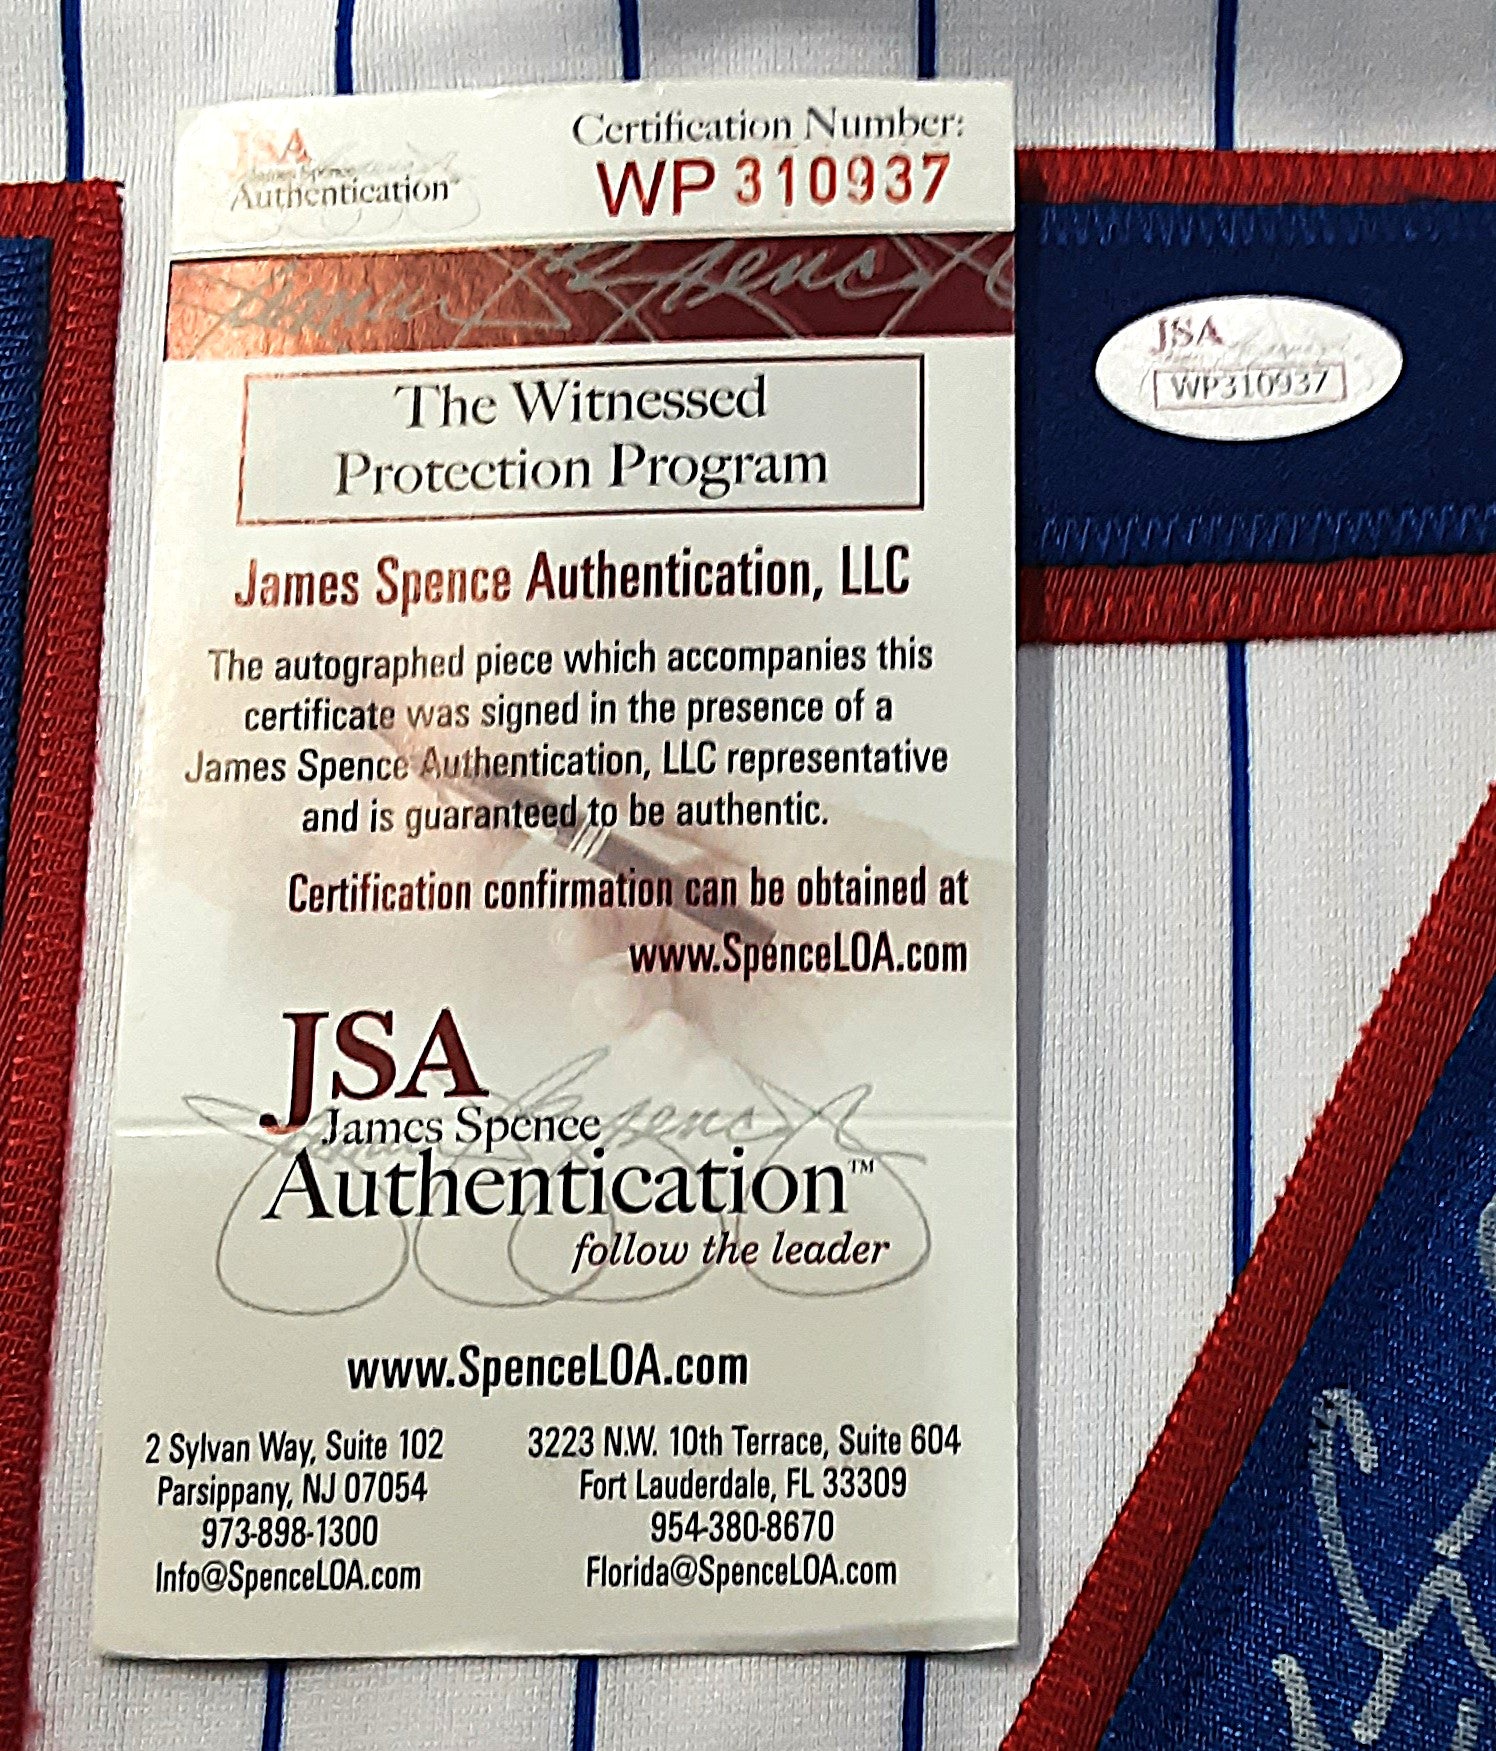 JSA
James Spence
Authentication
Certification Number:
WP 310937
The Witnessed
Protection Program
James Spence Authentication, LLC
The autographed piece which accompanies this
certificate was signed in the presence of a
James Spence Authentication, LLC representative
and is guaranteed to be authentic.
Certification confirmation can be obtained at
www.SpenceLOA.com
JSA
James Spence
Authentication™
follow the leader
www.SpenceLOA.com
2 Sylvan Way, Suite 102
Parsippany, NJ 07054
973-898-1300
Info@SpenceLOA.com
3223 N.W. 10th Terrace, Suite 604
Fort Lauderdale, FL 33309
954-380-8670
Florida@SpenceLOA.com
JSA
WP310937